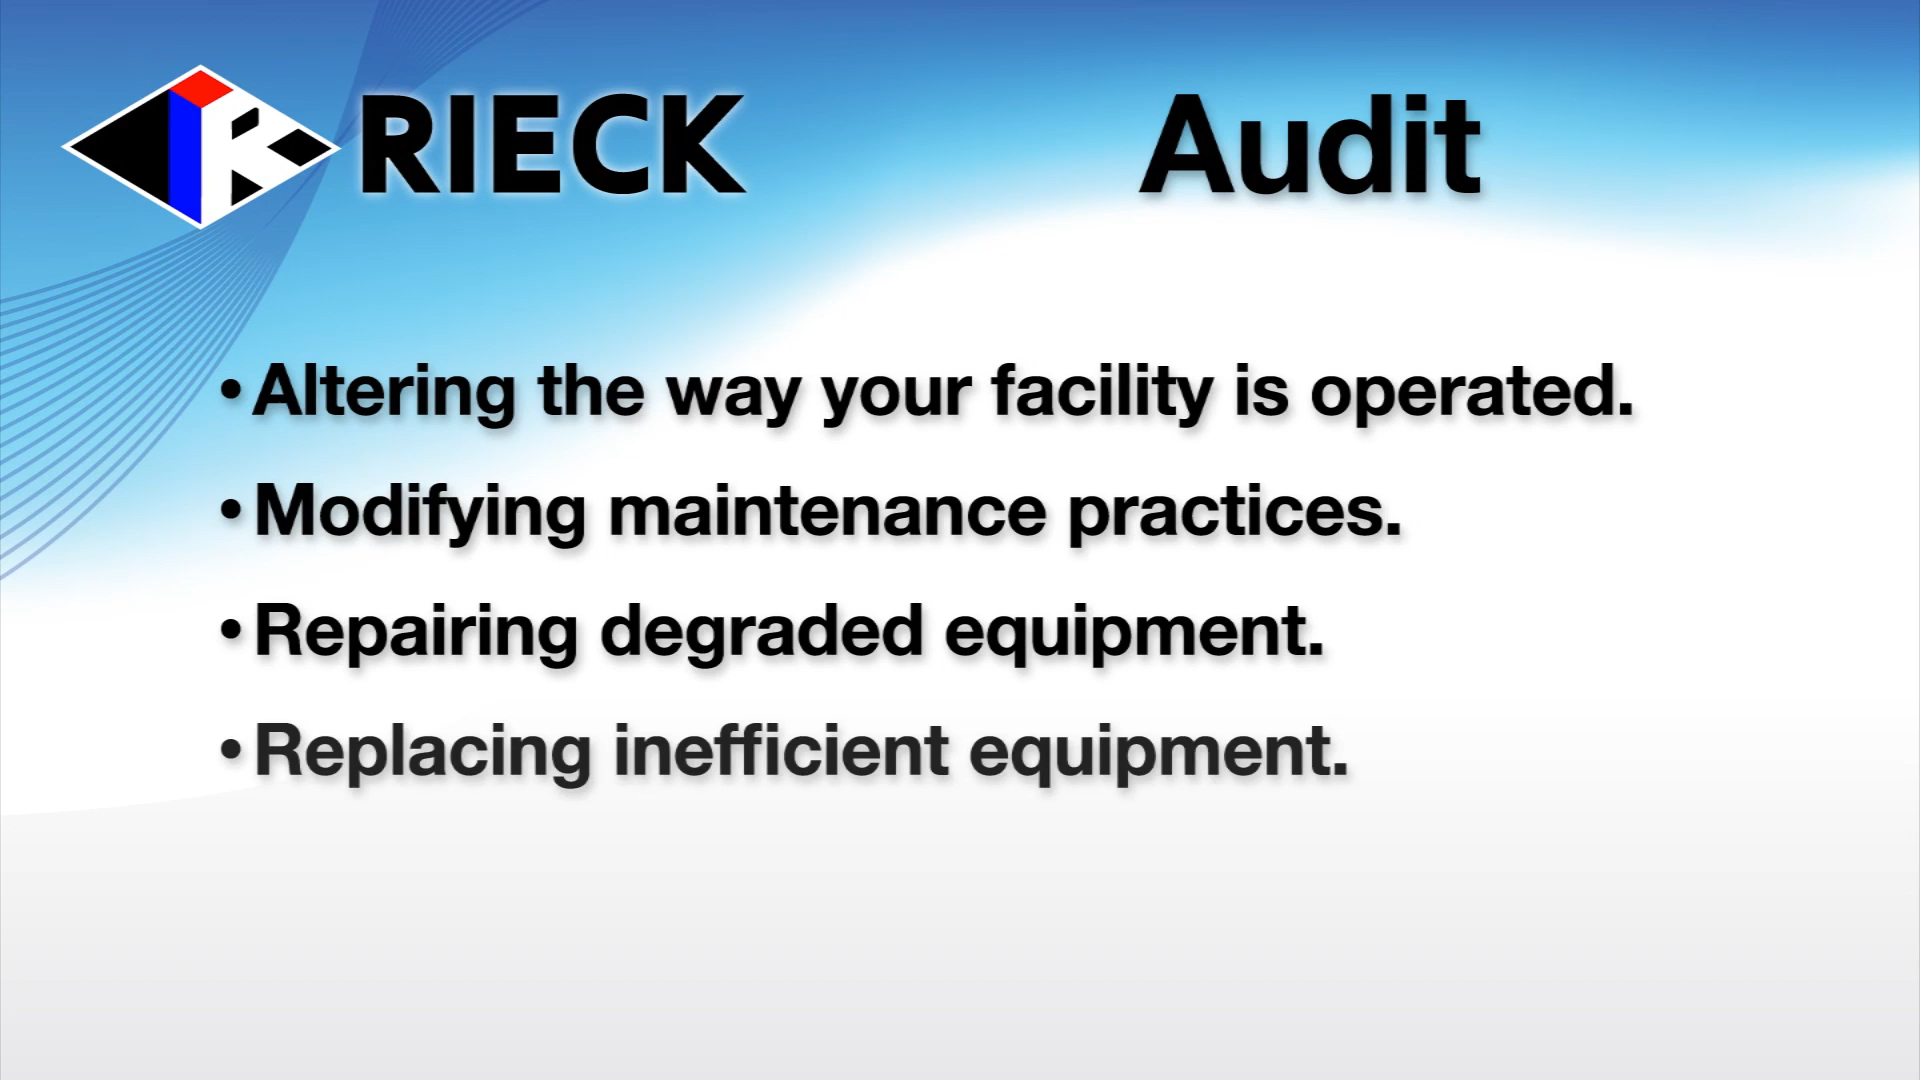 RIECK
Audit
•Altering the way your facility is operated.
•Modifying maintenance practices.
•Repairing degraded equipment.
•Replacing inefficient equipment.